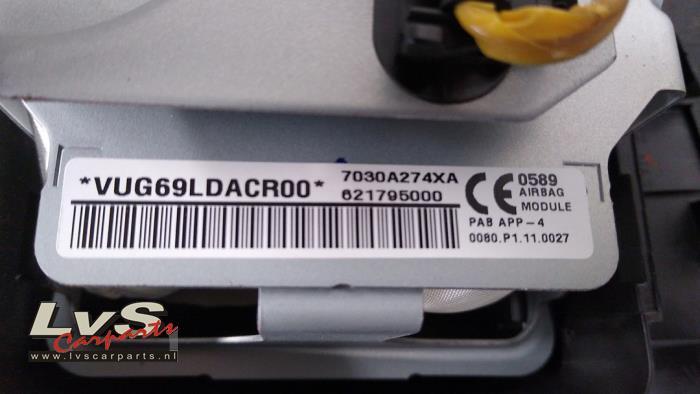 *VUG69LDACR00*
7030A274XA
621795000
CE 0589
AIRBAG
MODULE
PAB APP-4
0080.P1.11.0027
LvS
Carparts
www.lvscarparts.nl